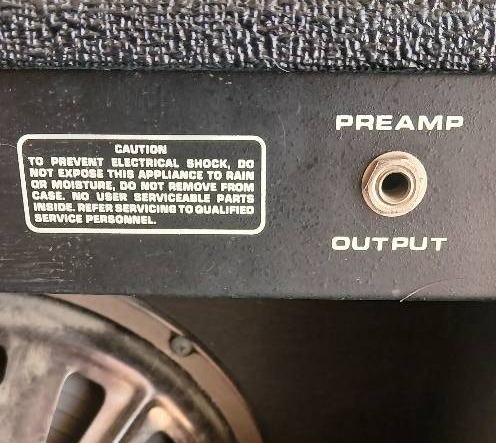 PREAMP
CAUTION
TO PREVENT ELECTRICAL SHOCK, DO
NOT EXPOSE THIS APPLIANCE TO RAIN
OR MOISTURE, DO NOT REMOVE FROM
CASE. NO USER SERVICEABLE PARTS
INSIDE. REFER SERVICING TO QUALIFIED
SERVICE PERSONNEL.
OUTPUT